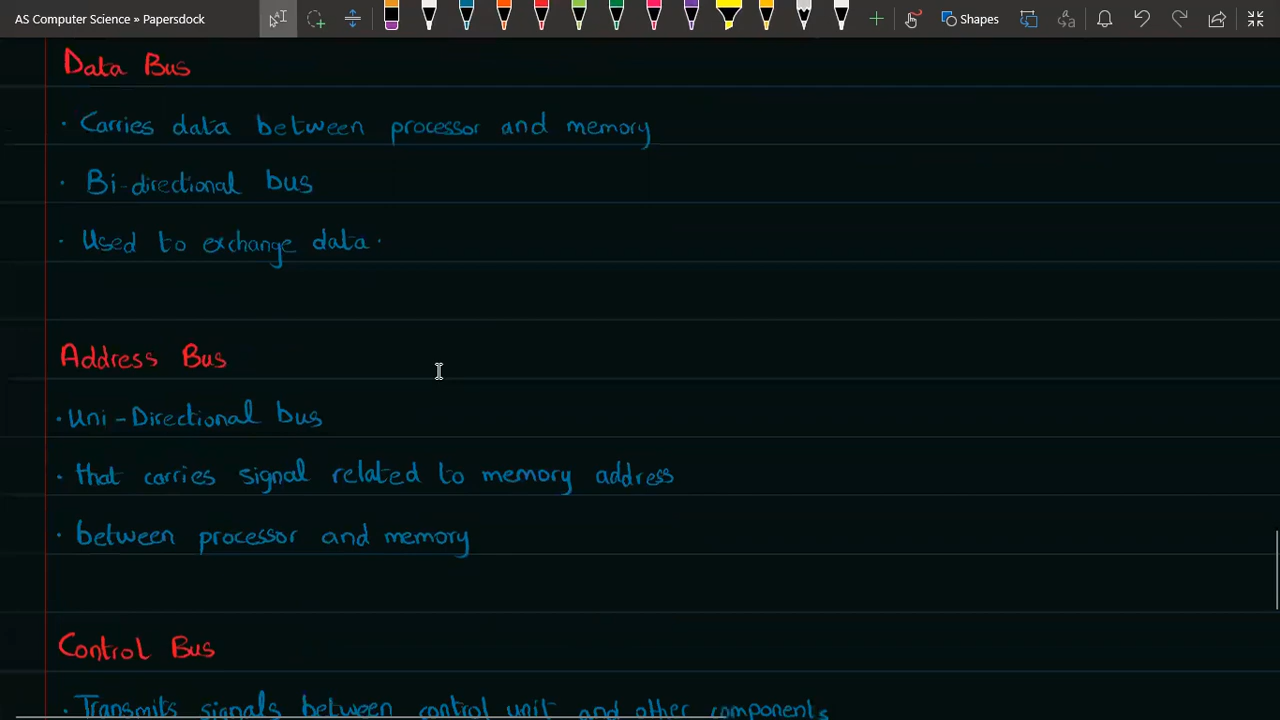 AS Computer Science » Papersdock
Shapes
Data Bus
· Carries data between processor and memory
· Bi-directional bus
· Used to exchange data.
Address Bus
· Uni-Directional bus
· that carries signal related to memory address
· between processor and memory
Control Bus
· Transmits signals between control unit and other components